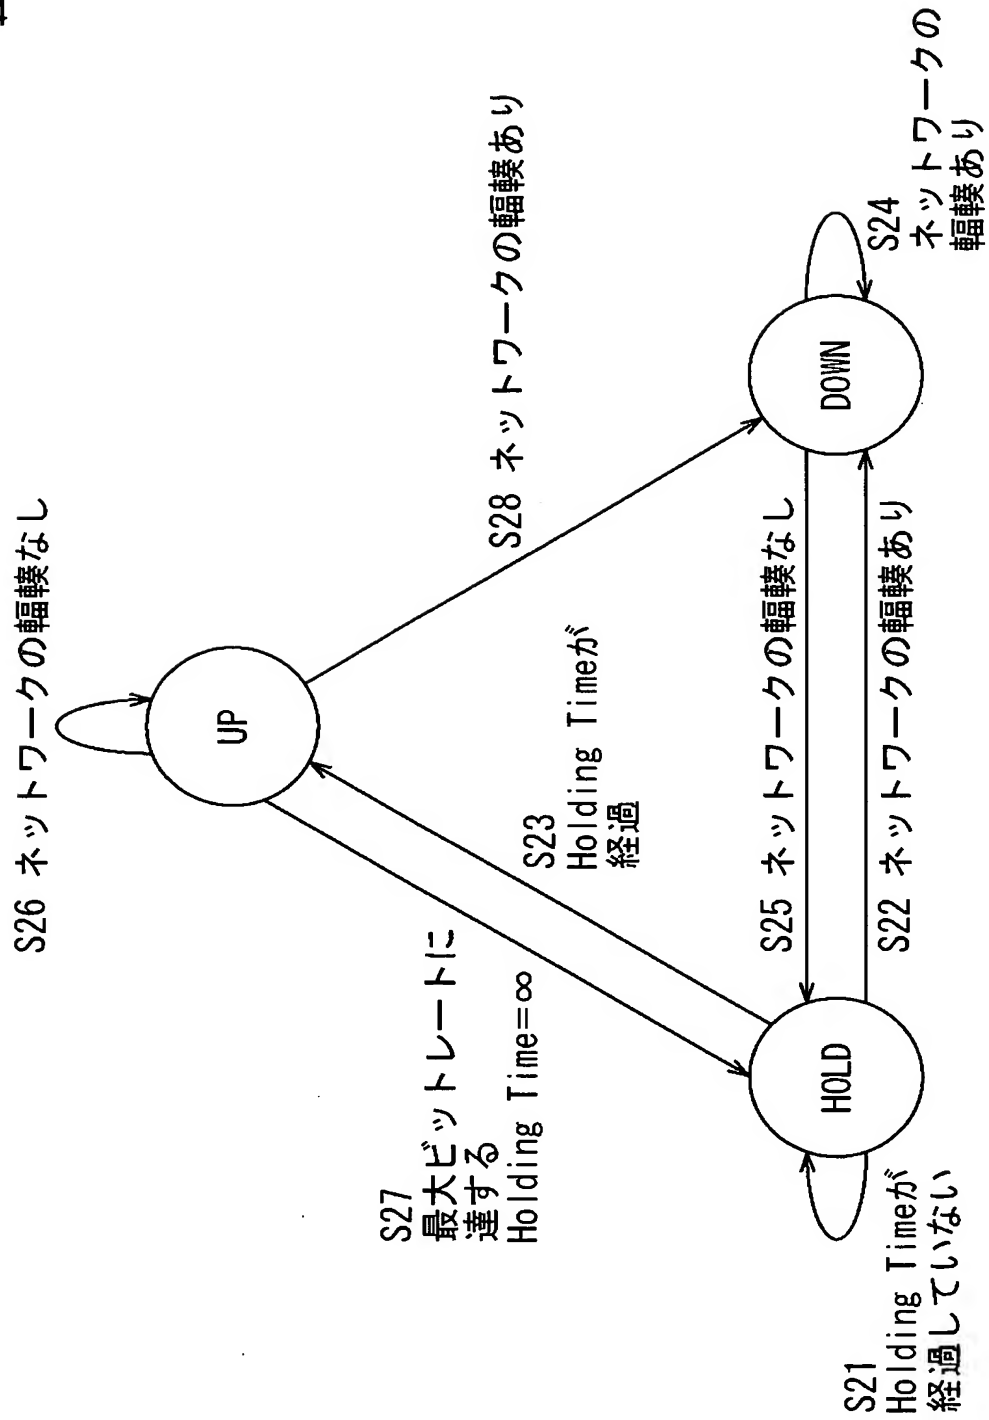 S26 ネットワークの輻輳なし
UP
S27
最大ビットレートに
達する
Holding Time=∞
S23
Holding Timeが
経過
S28 ネットワークの輻輳あり
S25 ネットワークの輻輳なし
S22 ネットワークの輻輳あり
HOLD
DOWN
S21
Holding Timeが
経過していない
S24
ネットワークの
輻輳あり